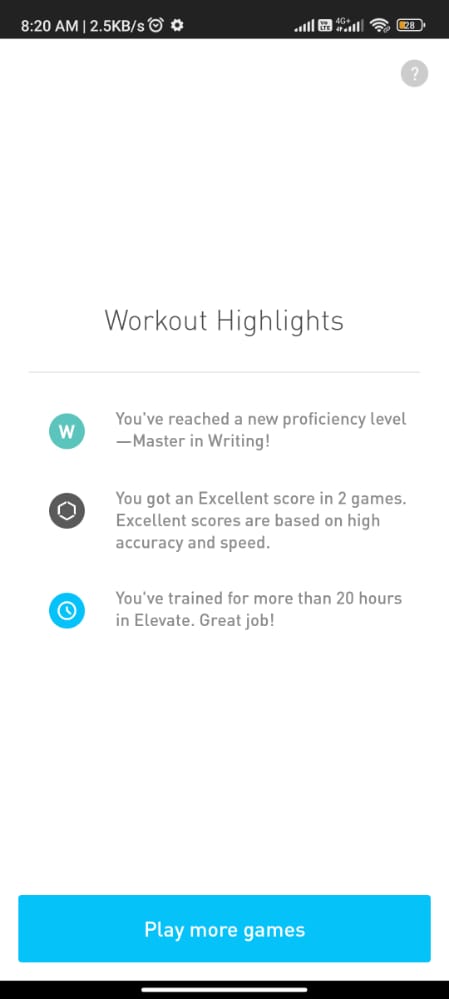 8:20 AM | 2.5KB/s
4G+
28
?
Workout Highlights
W
You've reached a new proficiency level
—Master in Writing!
You got an Excellent score in 2 games.
Excellent scores are based on high
accuracy and speed.
You've trained for more than 20 hours
in Elevate. Great job!
Play more games